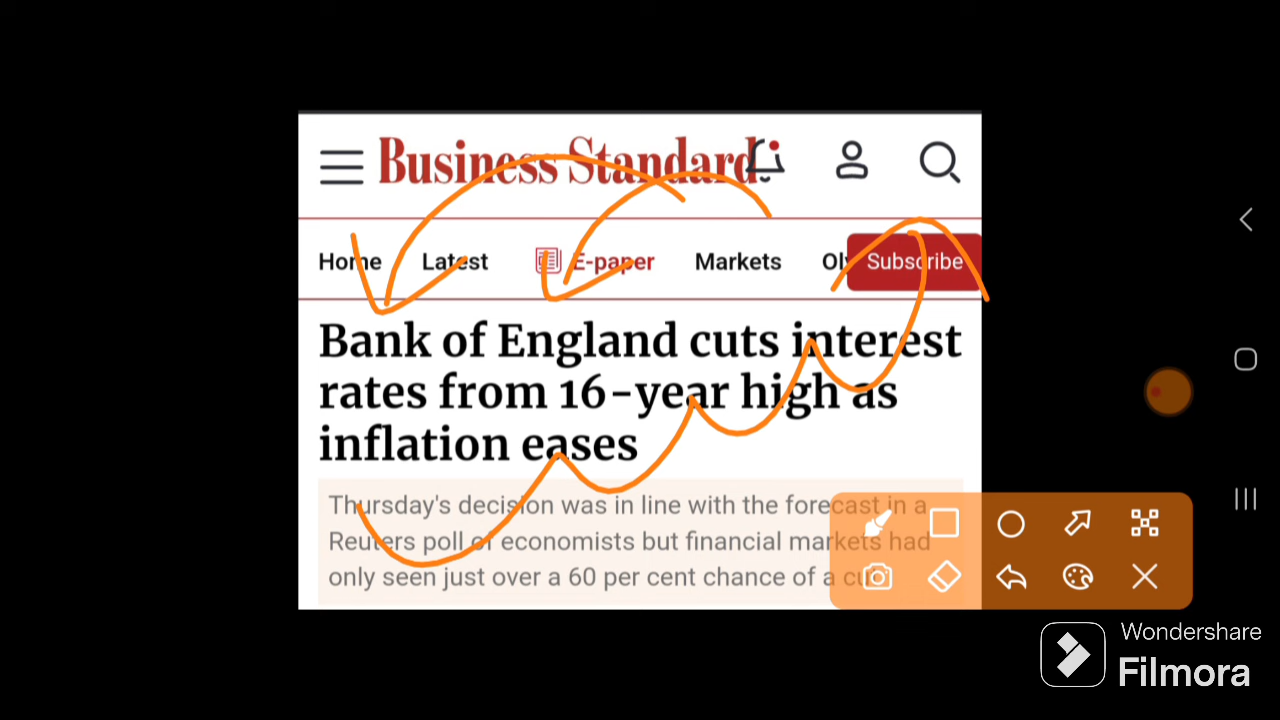 Business Standard
Home Latest E-paper Markets Subscribe
Bank of England cuts interest
rates from 16-year high as
inflation eases
Thursday's decision was in line with the forecast in a
Reuters poll of economists but financial markets had
only seen just over a 60 per cent chance of a cut
Wondershare
Filmora